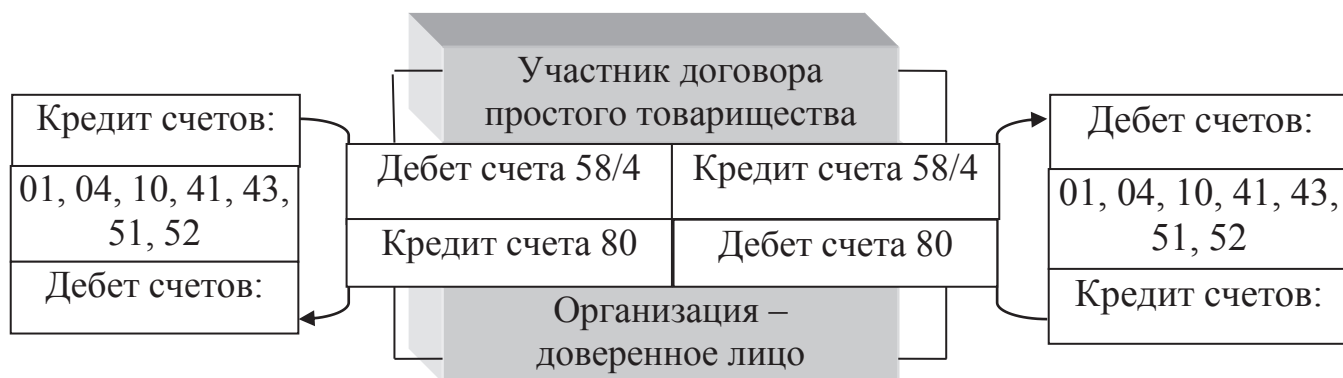 Участник договора
простого товарищества
Кредит счетов:
01, 04, 10, 41, 43,
51, 52
Дебет счетов:
Дебет счета 58/4
Кредит счета 58/4
Кредит счета 80
Дебет счета 80
Дебет счетов:
01, 04, 10, 41, 43,
51, 52
Кредит счетов:
Организация –
доверенное лицо